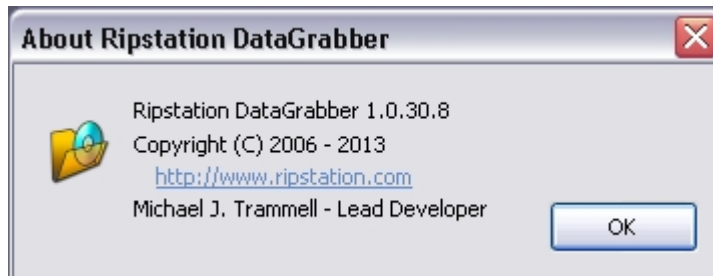 About Ripstation DataGrabber
Ripstation DataGrabber 1.0.30.8
Copyright (C) 2006 - 2013
http://www.ripstation.com
Michael J. Trammell - Lead Developer
OK